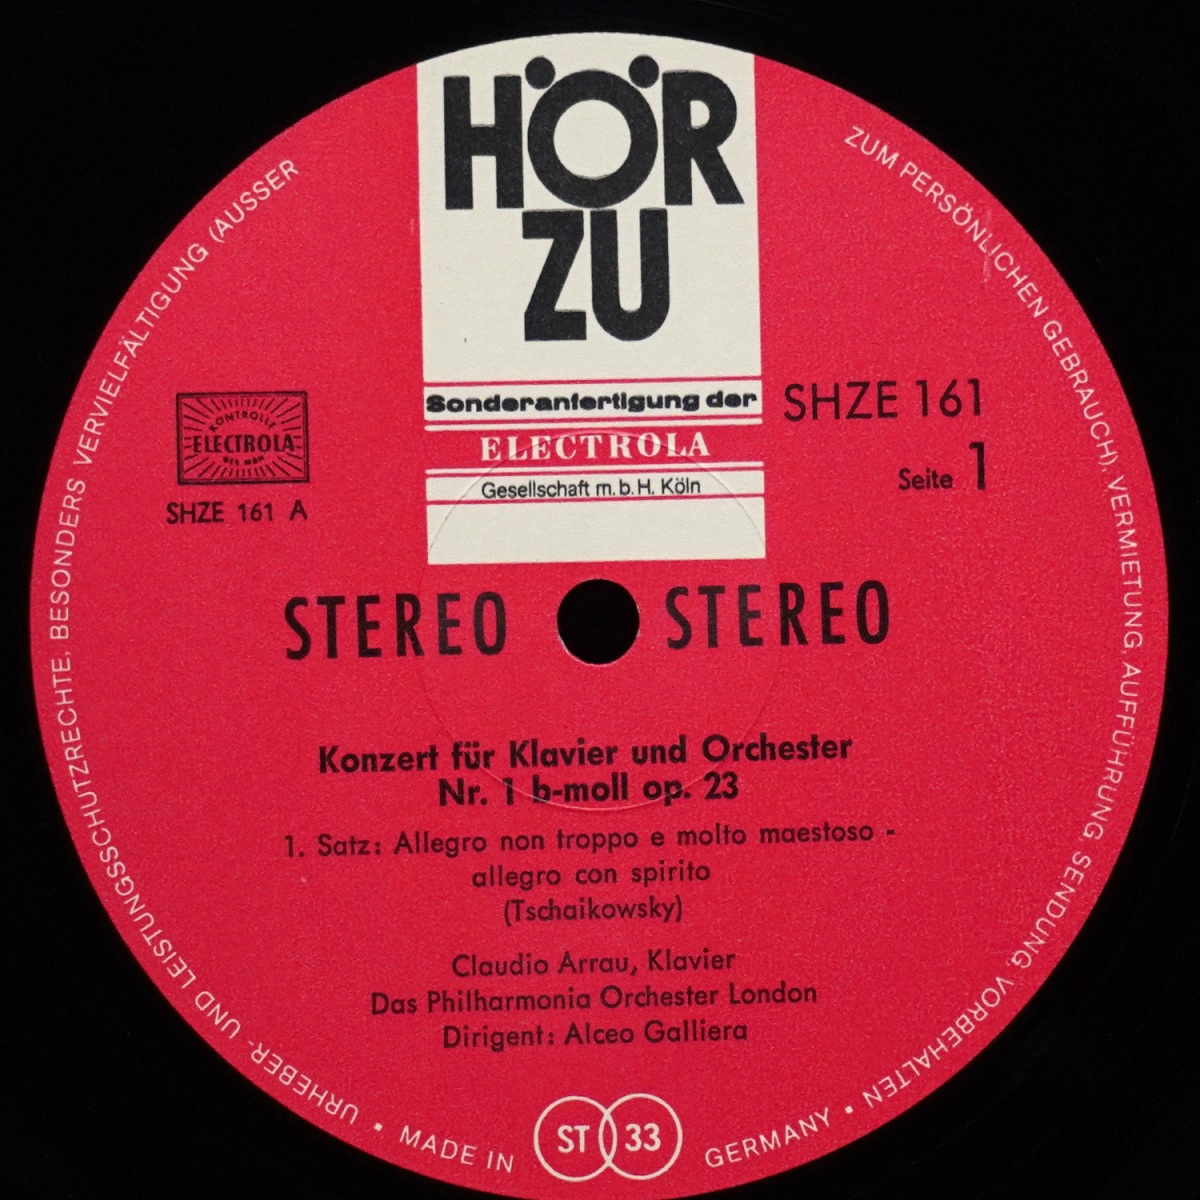 HÖR
ZU
Sonderanfertigung der
ELECTROLA
Gesellschaft m.b.H. Köln
KONTROLLE
ELECTROLA
SHZE 161 A
SHZE 161
Seite 1
STEREO STEREO
Konzert für Klavier und Orchester
Nr. 1 b-moll op. 23
1. Satz: Allegro non troppo e molto maestoso -
allegro con spirito
(Tschaikowsky)
Claudio Arrau, Klavier
Das Philharmonia Orchester London
Dirigent: Alceo Galliera
URHEBER- UND LEISTUNGSSCHUTZRECHTE, BESONDERS VERVIELFÄLTIGUNG (AUSSER ZUM PERSÖNLICHEN GEBRAUCH), VERMIETUNG, AUFFÜHRUNG, SENDUNG, VORBEHALTEN •
• MADE IN GERMANY
ST 33